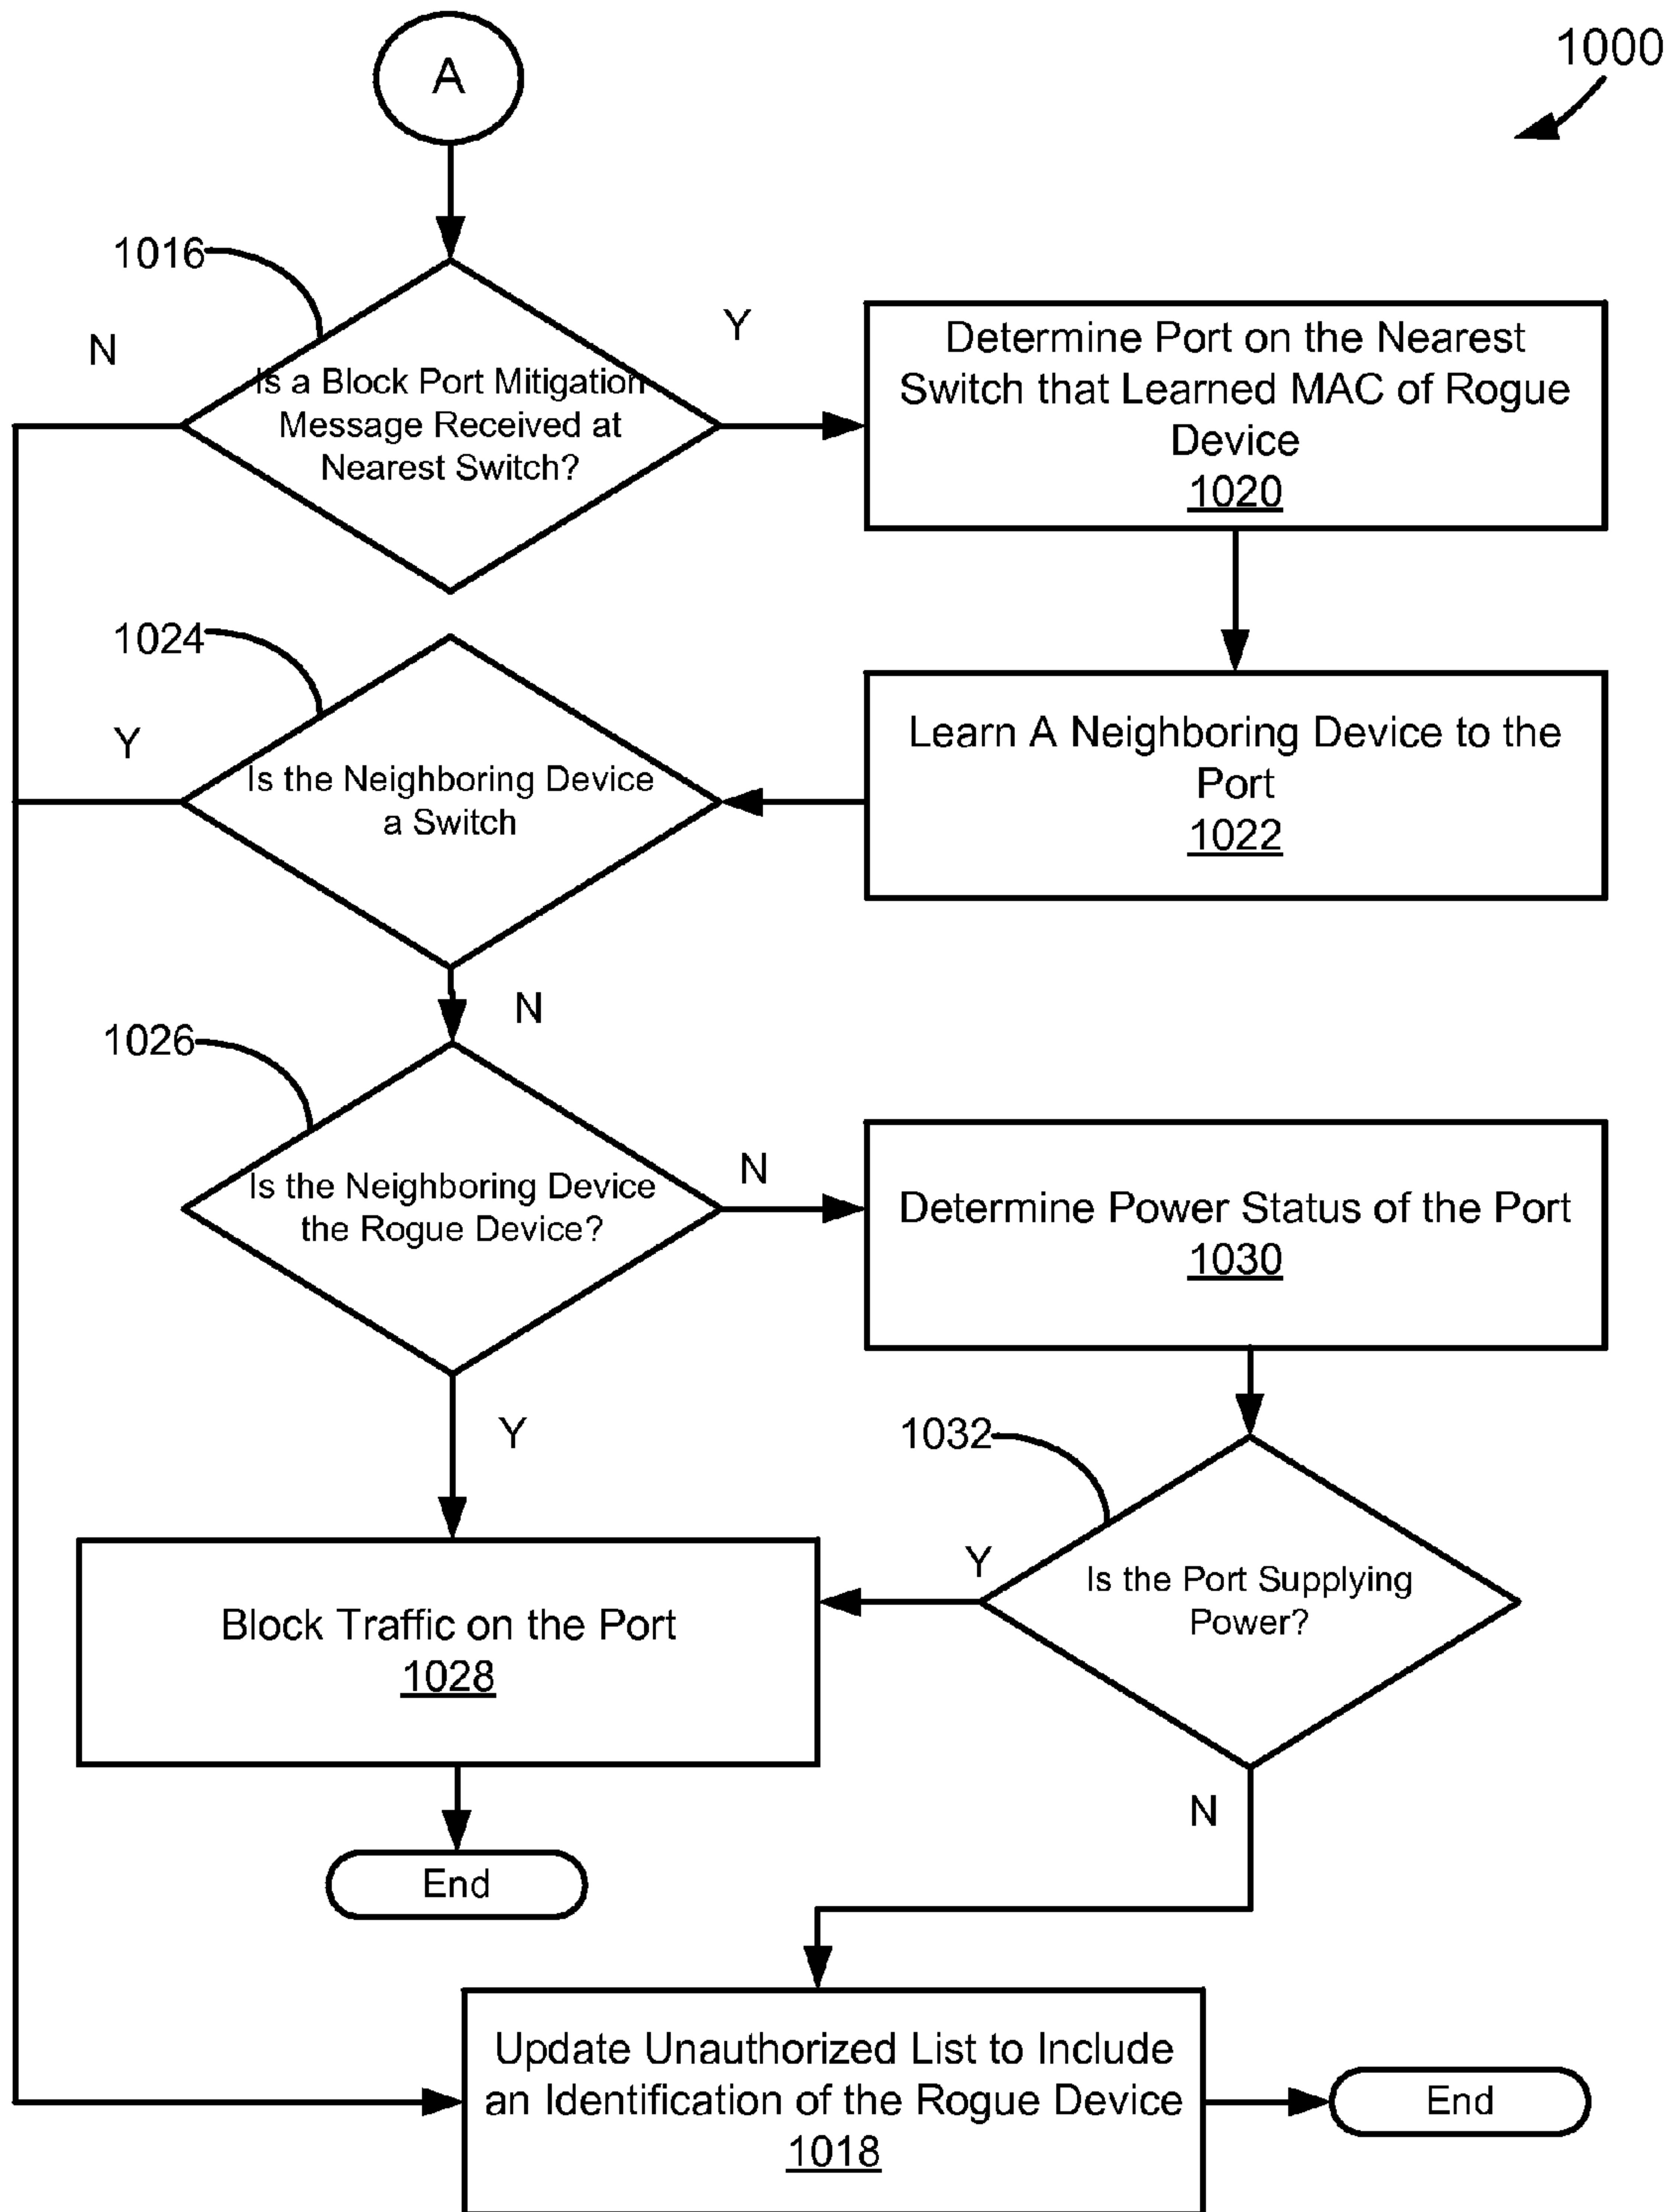 A
1000
1016
N
Y
Is a Block Port Mitigation
Message Received at
Nearest Switch?
Determine Port on the Nearest
Switch that Learned MAC of Rogue
Device
1020
1024
Y
Is the Neighboring Device
a Switch
Learn A Neighboring Device to the
Port
1022
N
1026
Is the Neighboring Device
the Rogue Device?
N
Determine Power Status of the Port
1030
Y
1032
Y
Is the Port Supplying
Power?
Block Traffic on the Port
1028
N
End
Update Unauthorized List to Include
an Identification of the Rogue Device
1018
End